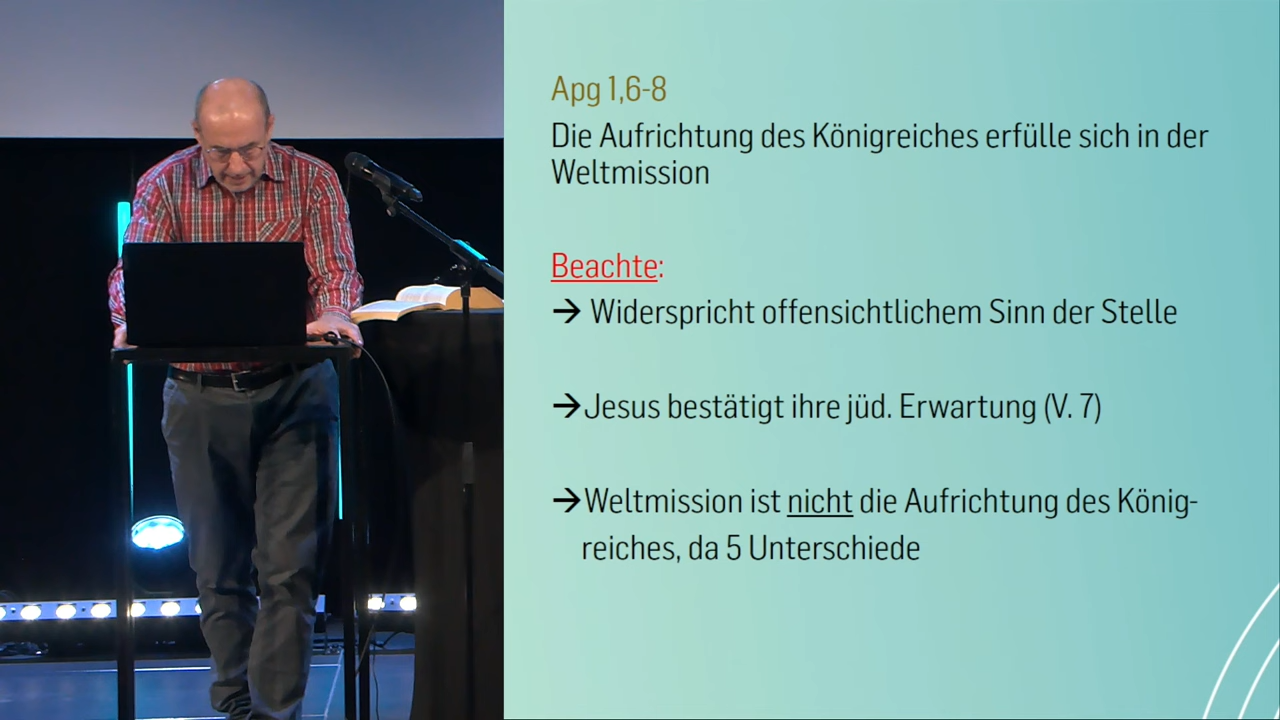 Apg 1,6-8
Die Aufrichtung des Königreiches erfülle sich in der
Weltmission
Beachte:
→ Widerspricht offensichtlichem Sinn der Stelle
→Jesus bestätigt ihre jüd. Erwartung (V. 7)
→Weltmission ist nicht die Aufrichtung des König-
reiches, da 5 Unterschiede